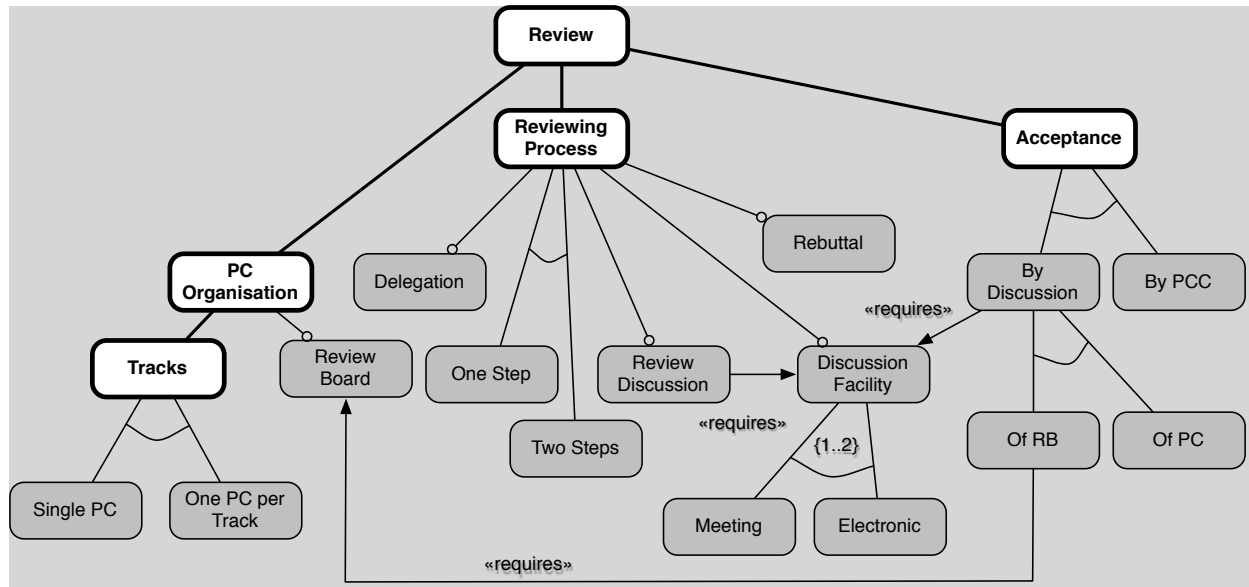 Review
Reviewing
Process
Acceptance
Rebuttal
PC
Organisation
Delegation
By
Discussion
By PCC
«requires»
Tracks
Review
Board
One Step
Review
Discussion
Discussion
Facility
«requires»
Two Steps
{1..2}
Of RB
Of PC
Single PC
One PC per
Track
Meeting
Electronic
«requires»